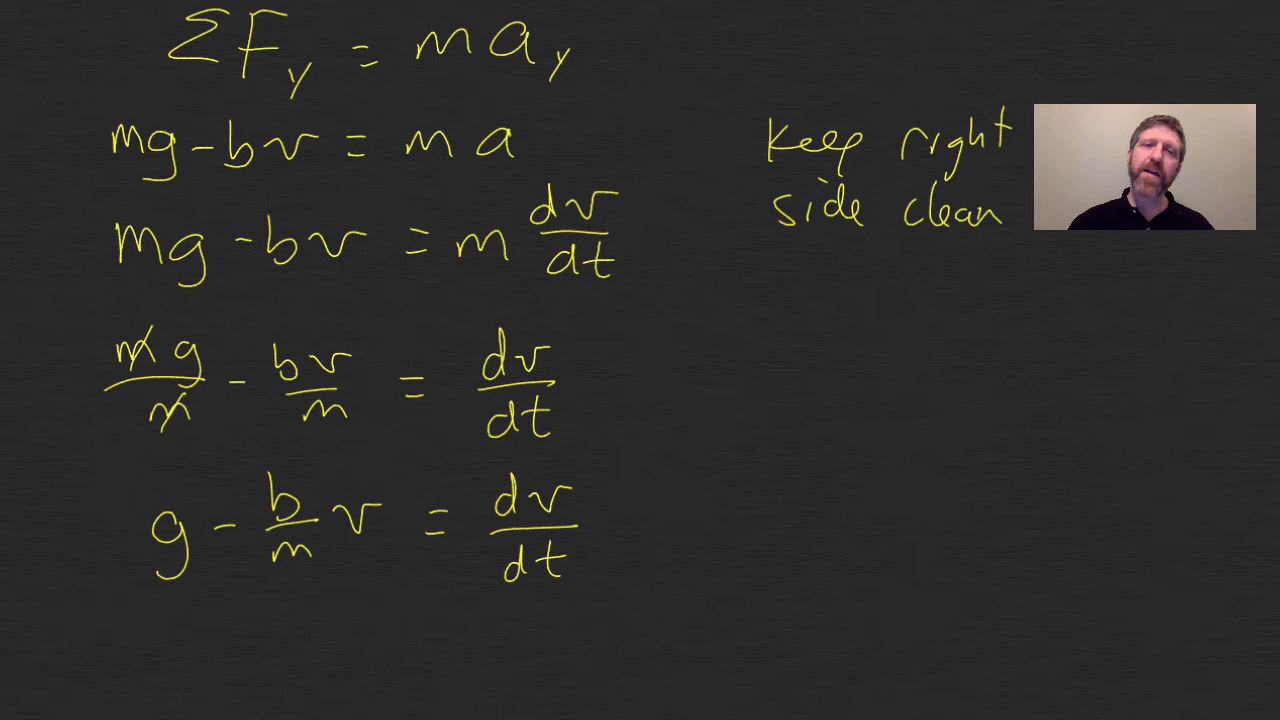 ΣF_y = ma_y
mg - bv = ma
mg - bv = m dv/dt
mg/m - bv/m = dv/dt
g - b/m v = dv/dt
Keep right
side clean